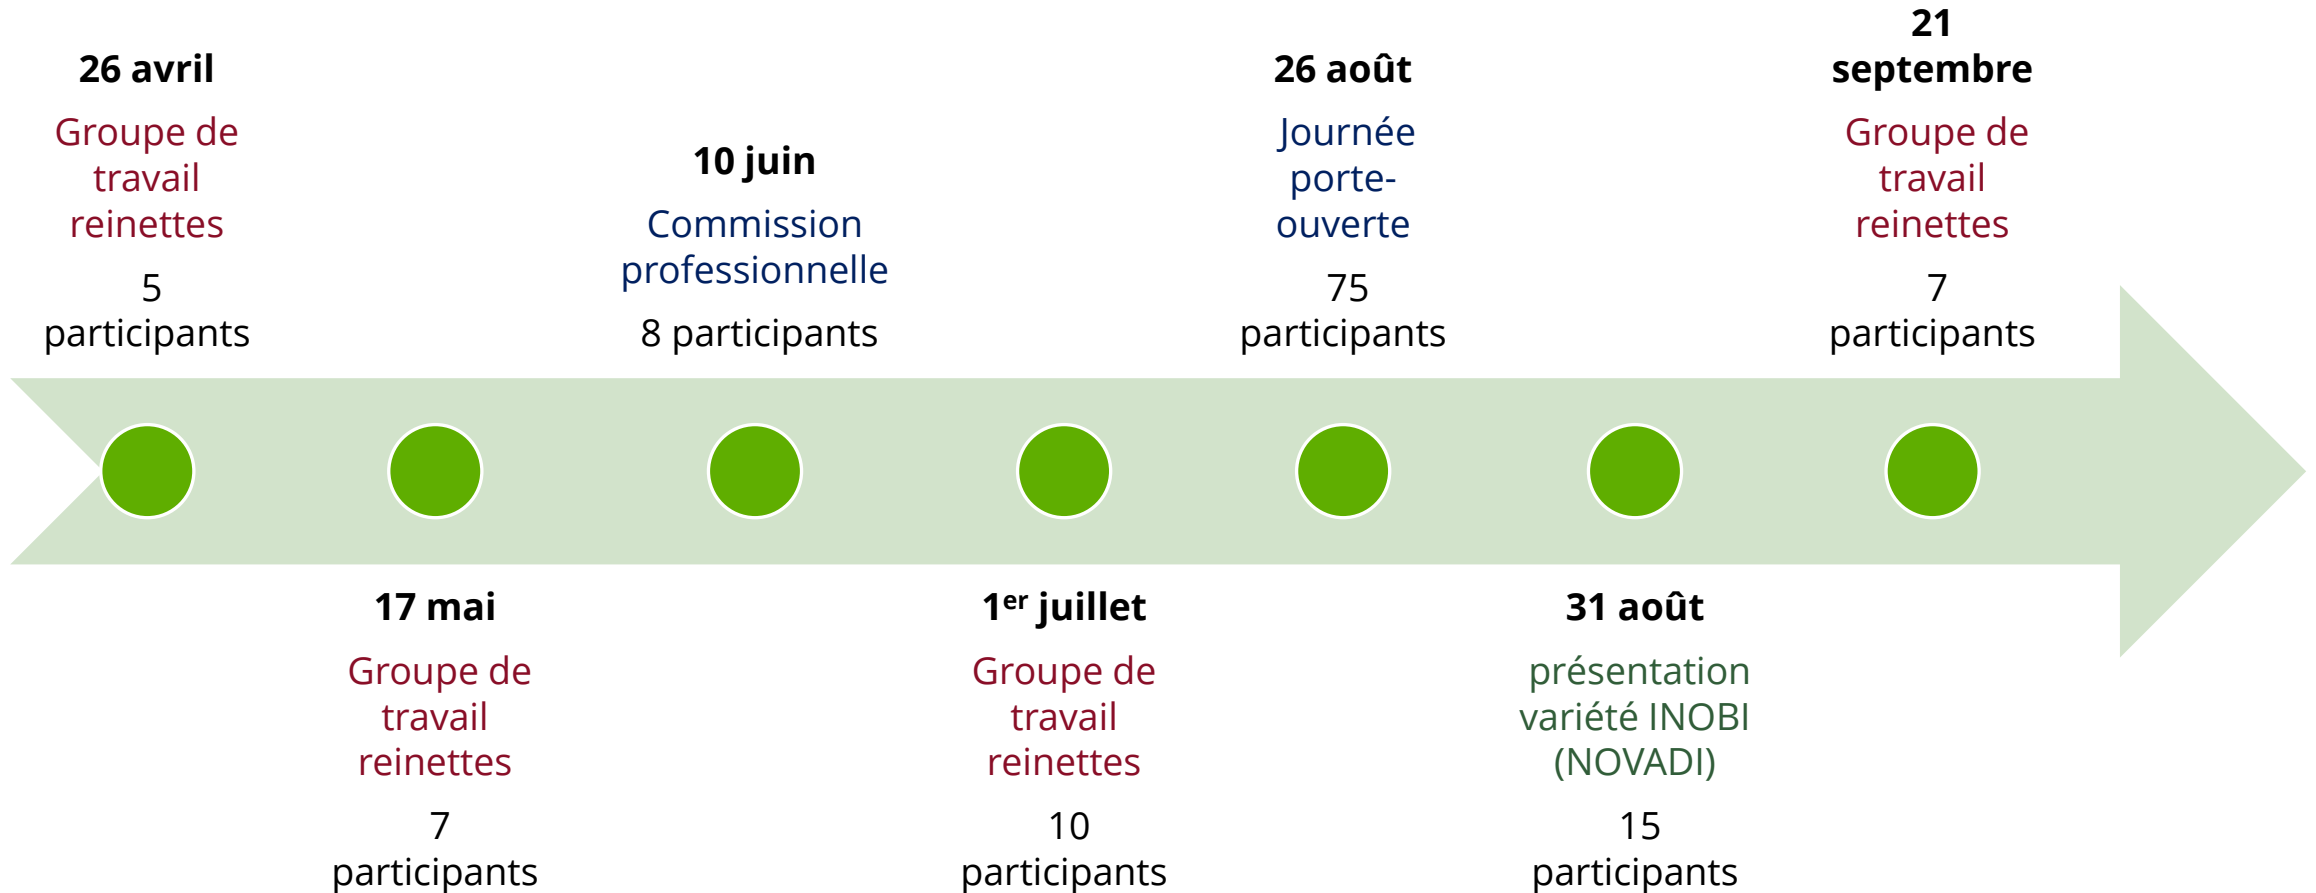 26 avril
Groupe de
travail
reinettes
5
participants
17 mai
Groupe de
travail
reinettes
7
participants
10 juin
Commission
professionnelle
8 participants
1er juillet
Groupe de
travail
reinettes
10
participants
26 août
Journée
porte-
ouverte
75
participants
31 août
présentation
variété INOBI
(NOVADI)
15
participants
21
septembre
Groupe de
travail
reinettes
7
participants